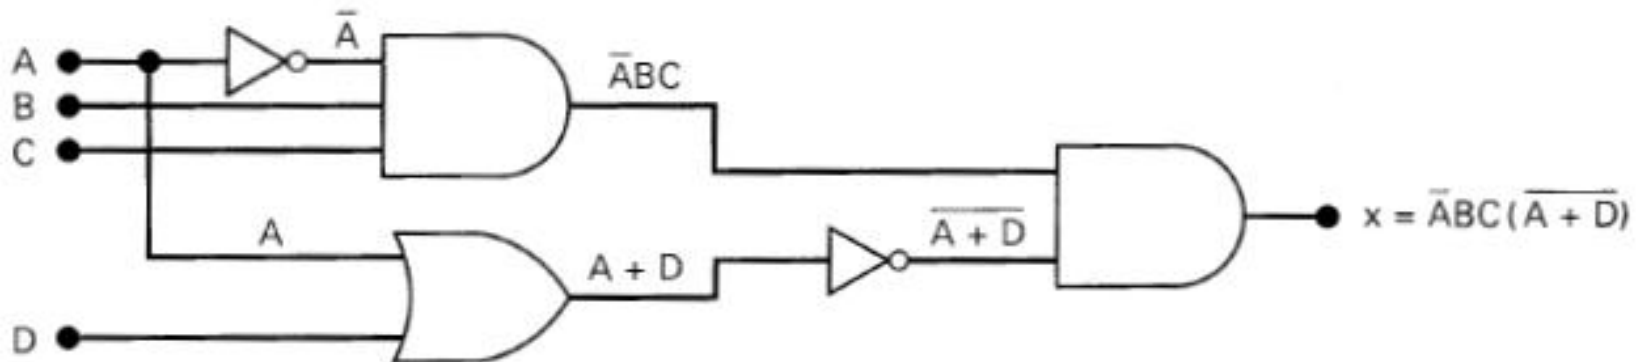 A
Ā
B
C
ĀBC
A
A + D
A̅ ̅+̅ ̅D̅
D
x = ĀBC(A̅ ̅+̅ ̅D̅)